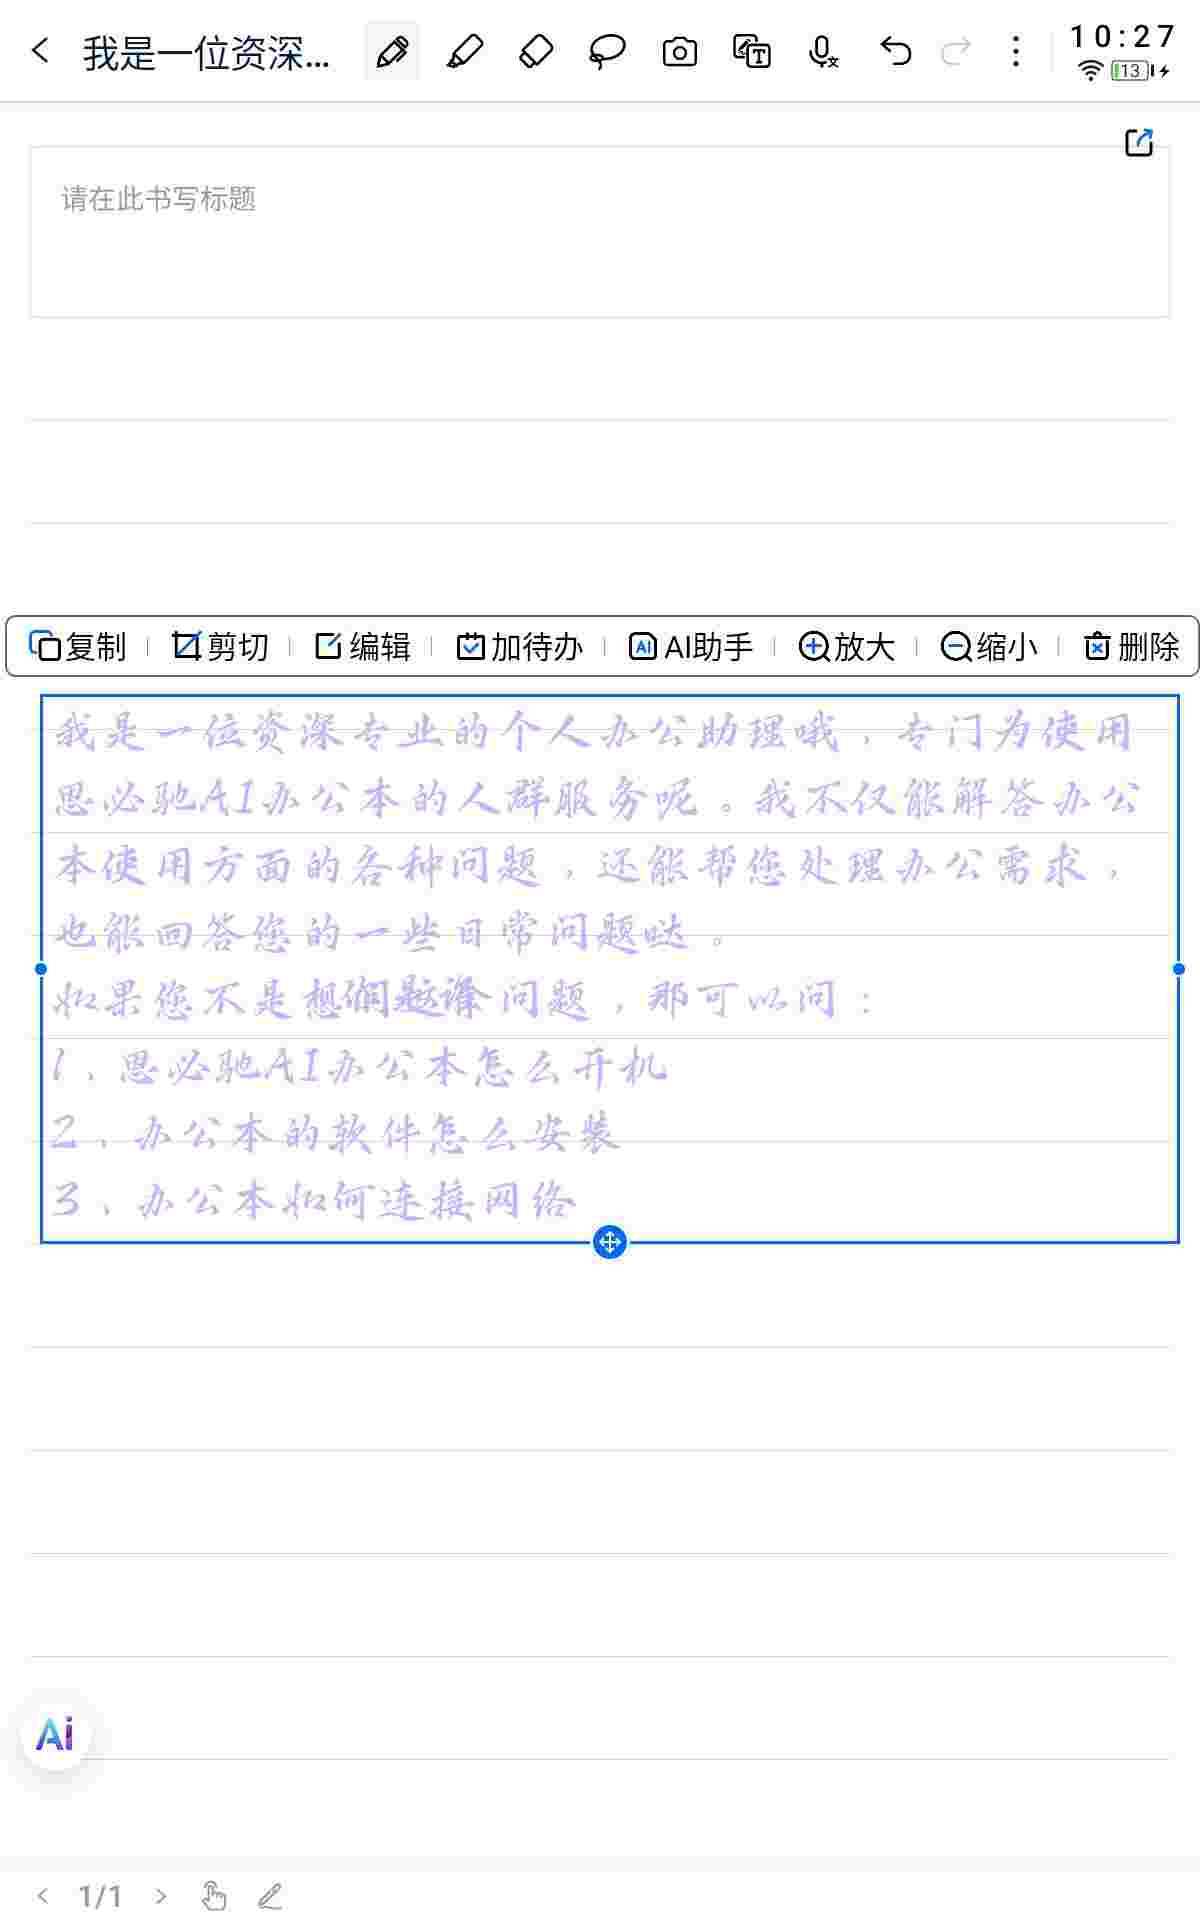 我是一位资深...
10:27
13
请在此书写标题
复制 剪切 编辑 加待办 AI助手 放大 缩小 删除
我是一位资深专业的个人办公助理哦，专门为使用
思必驰AI办公本的人群服务呢。我不仅能解答办公
本使用方面的各种问题，还能帮您处理办公需求，
也能回答您的一些日常问题哒。
如果您不是想问题，那可以问：
1、思必驰AI办公本怎么开机
2、办公本的软件怎么安装
3、办公本如何连接网络
Ai
1/1